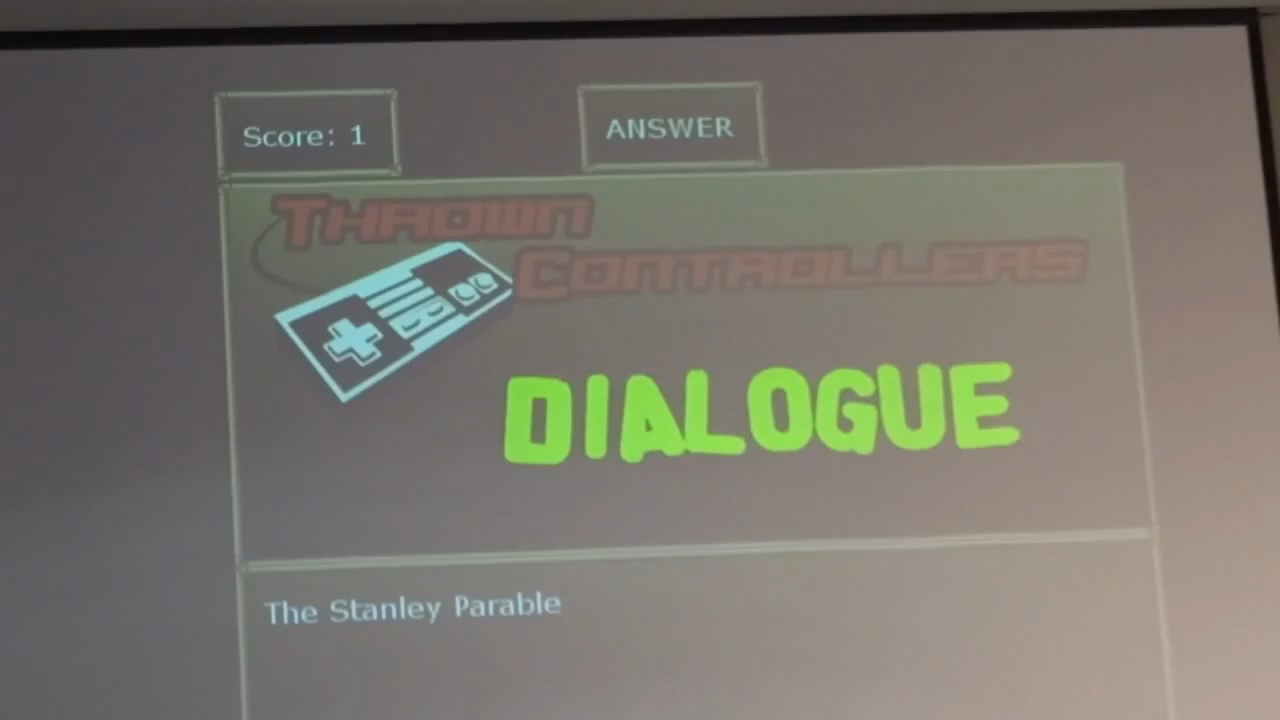 Score: 1
ANSWER
THROWN
CONTROLLERS
DIALOGUE
The Stanley Parable